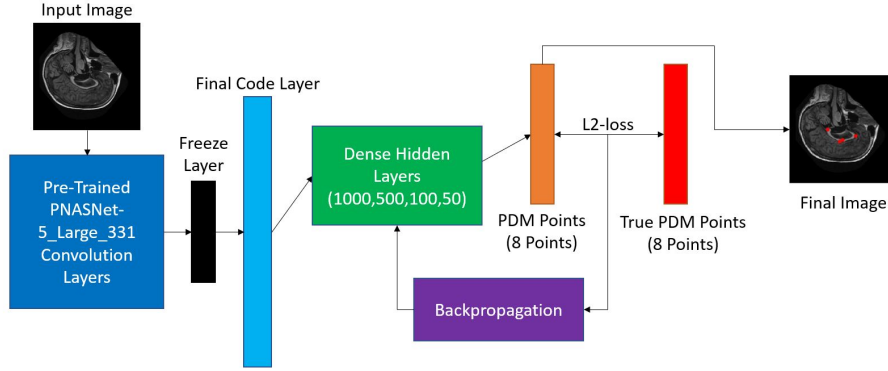 Input Image
Pre-Trained
PNASNet-
5_Large_331
Convolution
Layers
Freeze
Layer
Final Code Layer
Dense Hidden
Layers
(1000,500,100,50)
L2-loss
PDM Points
(8 Points)
True PDM Points
(8 Points)
Backpropagation
Final Image